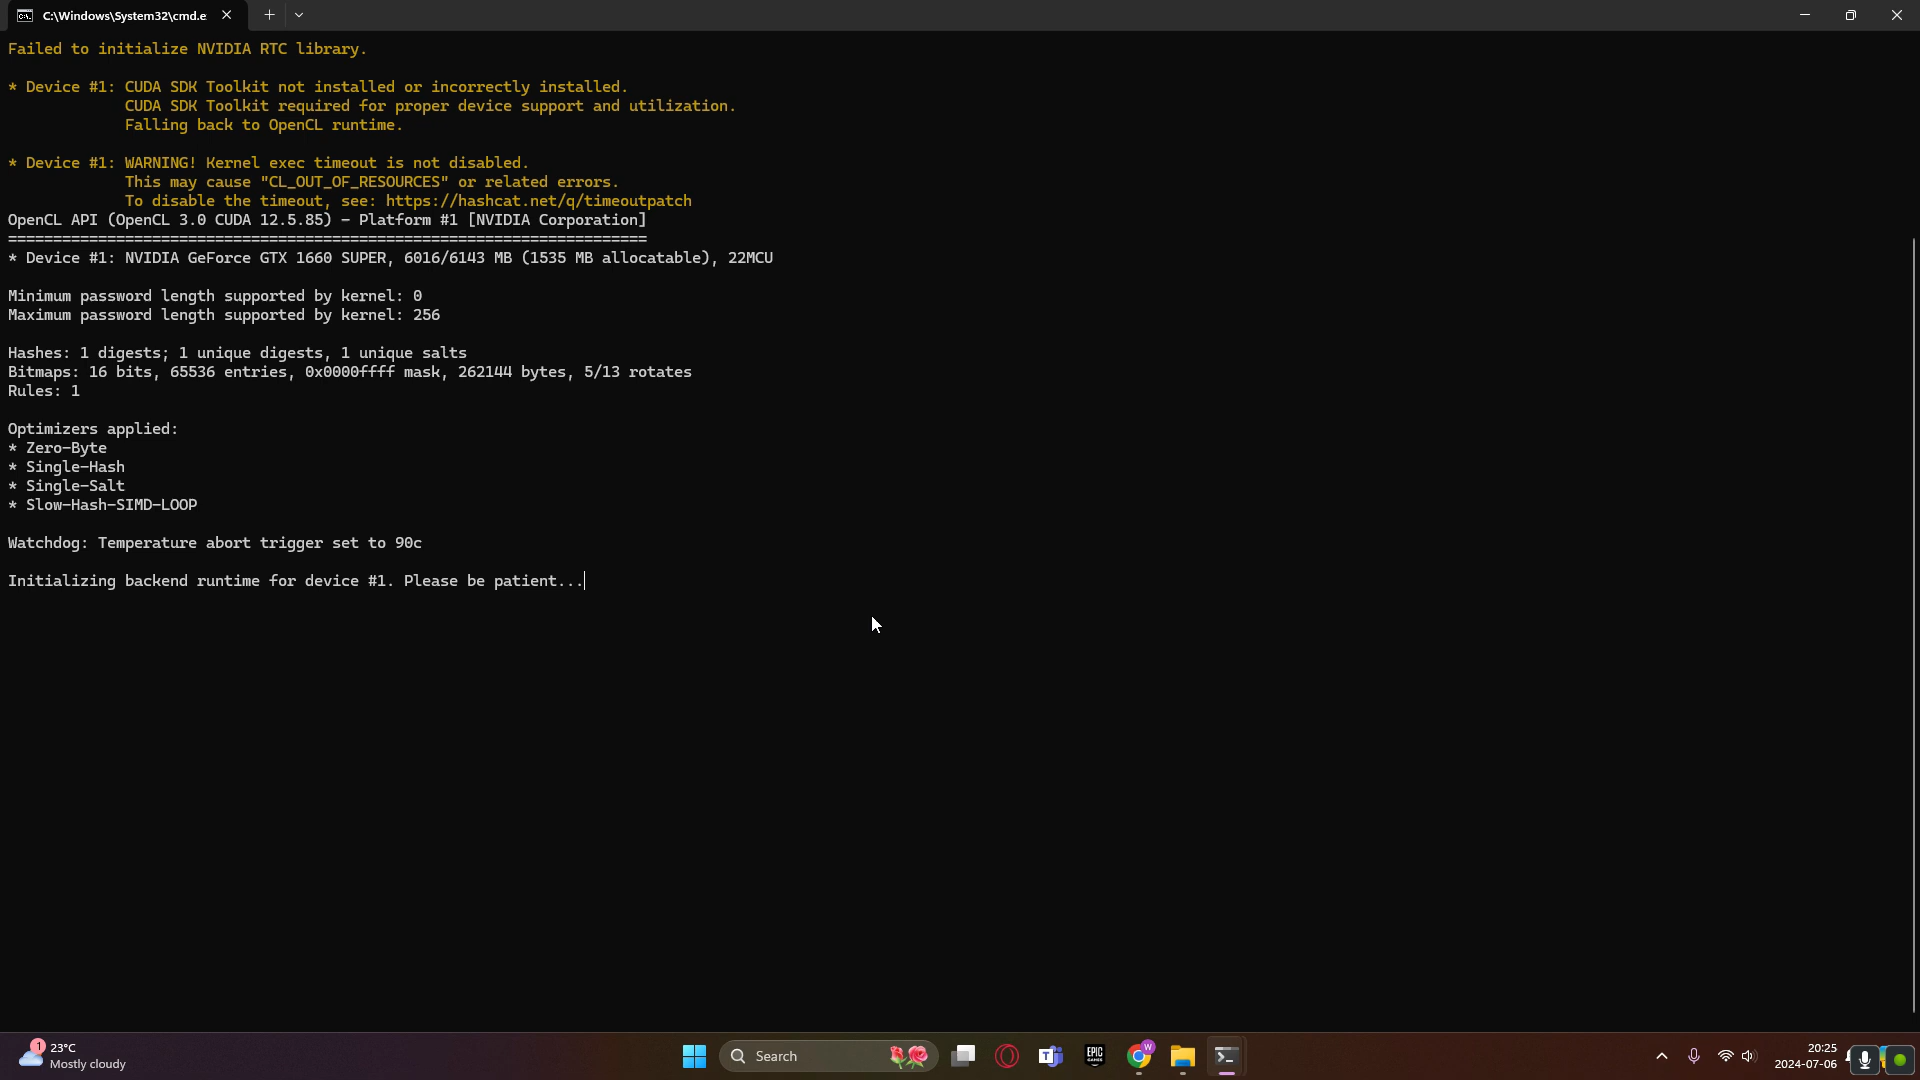 C:\Windows\System32\cmd.e
Failed to initialize NVIDIA RTC library.
* Device #1: CUDA SDK Toolkit not installed or incorrectly installed.
CUDA SDK Toolkit required for proper device support and utilization.
Falling back to OpenCL runtime.
* Device #1: WARNING! Kernel exec timeout is not disabled.
This may cause "CL_OUT_OF_RESOURCES" or related errors.
To disable the timeout, see: https://hashcat.net/q/timeoutpatch
OpenCL API (OpenCL 3.0 CUDA 12.5.85) - Platform #1 [NVIDIA Corporation]
=======================================================================
* Device #1: NVIDIA GeForce GTX 1660 SUPER, 6016/6143 MB (1535 MB allocatable), 22MCU
Minimum password length supported by kernel: 0
Maximum password length supported by kernel: 256
Hashes: 1 digests; 1 unique digests, 1 unique salts
Bitmaps: 16 bits, 65536 entries, 0x0000ffff mask, 262144 bytes, 5/13 rotates
Rules: 1
Optimizers applied:
* Zero-Byte
* Single-Hash
* Single-Salt
* Slow-Hash-SIMD-LOOP
Watchdog: Temperature abort trigger set to 90c
Initializing backend runtime for device #1. Please be patient...
1
23°C
Mostly cloudy
Search
T
EPIC
GAMES
W
20:25
2024-07-06